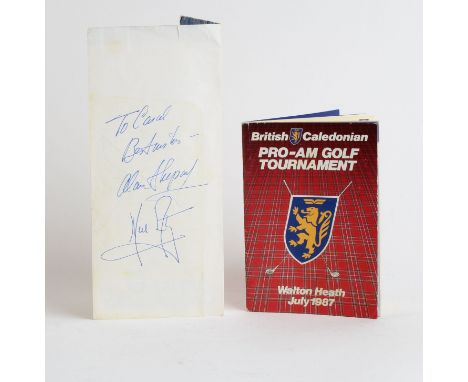 To Carol
Best wishes
Alan Shepard
British Caledonian
PRO-AM GOLF
TOURNAMENT
Walton Heath
July 1987